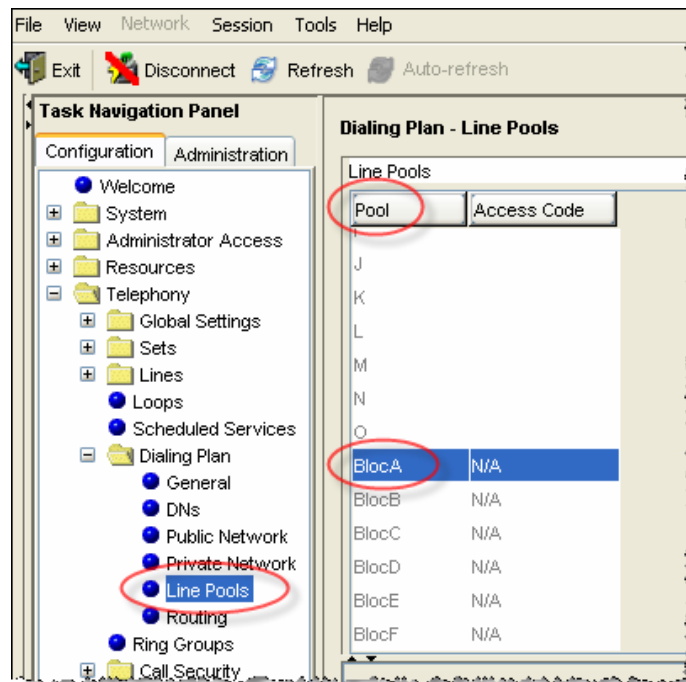 File View Network Session Tools Help
Exit Disconnect Refresh Auto-refresh
Task Navigation Panel
Configuration Administration
Welcome
System
Administrator Access
Resources
Telephony
Global Settings
Sets
Lines
Loops
Scheduled Services
Dialing Plan
General
DNs
Public Network
Private Network
Line Pools
Routing
Ring Groups
Call Security
Dialing Plan - Line Pools
Line Pools
Pool Access Code
J
K
L
M
N
O
BlocA N/A
BlocB N/A
BlocC N/A
BlocD N/A
BlocE N/A
BlocF N/A